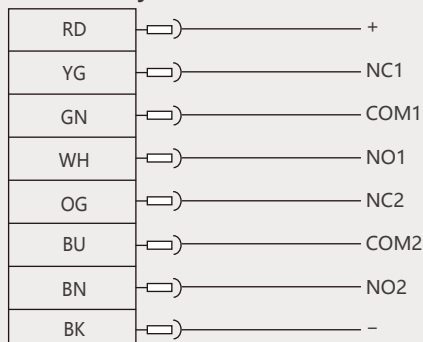 RD +
YG NC1
GN COM1
WH NO1
OG NC2
BU COM2
BN NO2
BK −